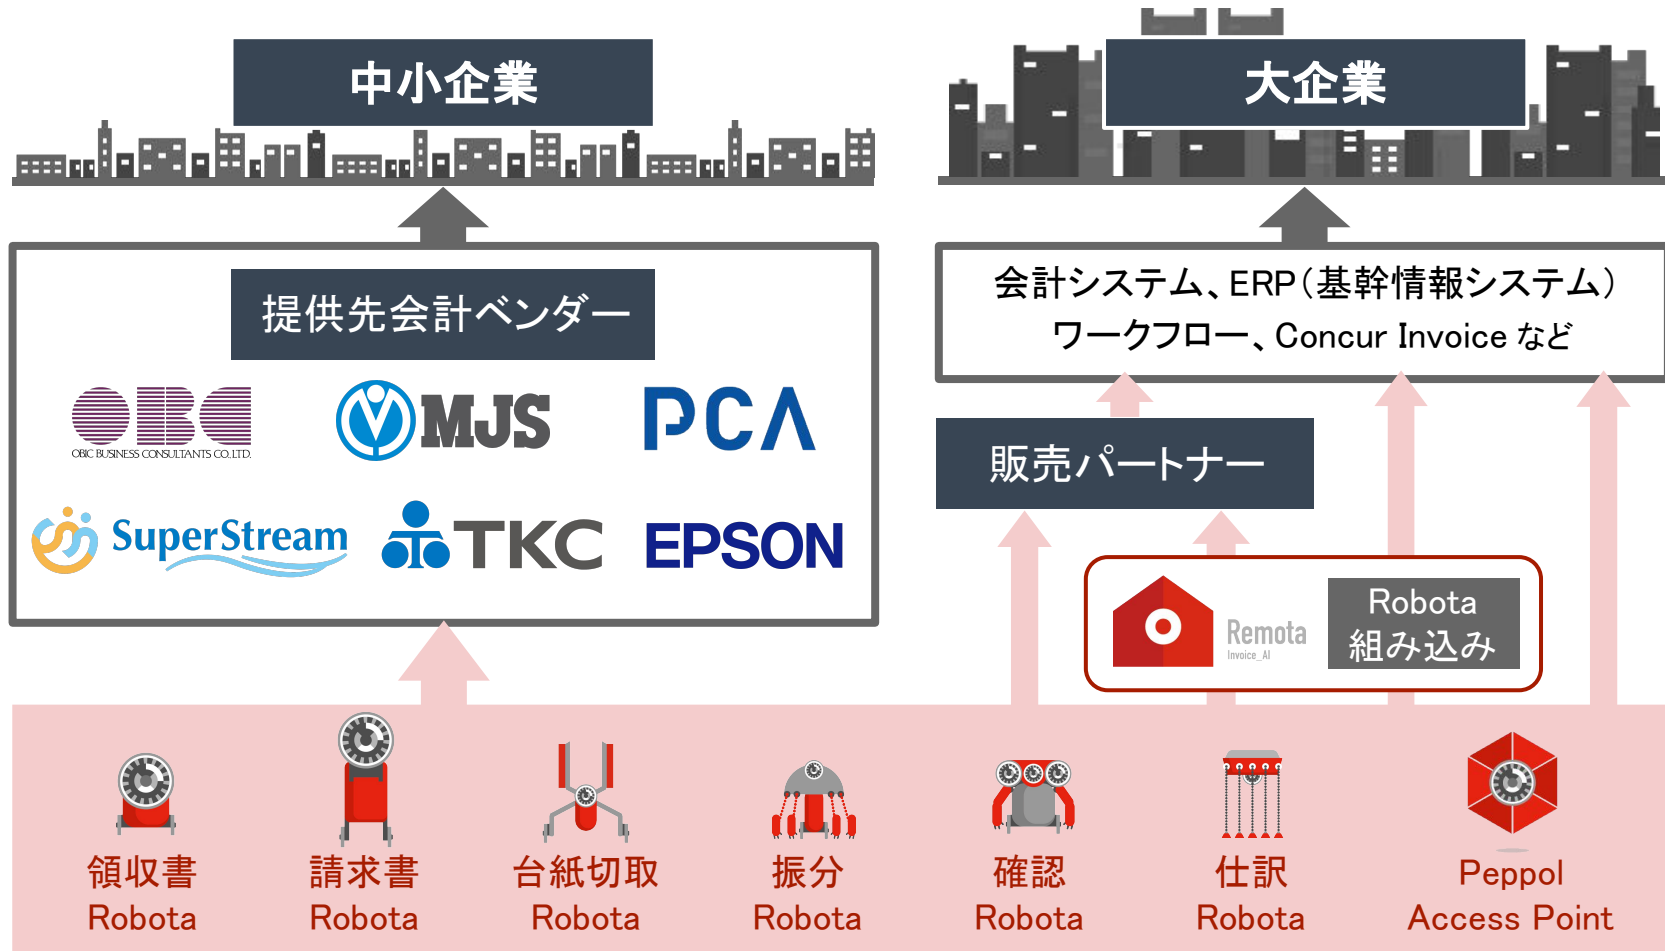 中小企業
大企業
提供先会計ベンダー
OBC
OBIC BUSINESS CONSULTANTS CO.,LTD.
MJS
PCA
SuperStream
TKC
EPSON
会計システム、ERP（基幹情報システム）
ワークフロー、Concur Invoice など
販売パートナー
Remota
Invoice_AI
Robota
組み込み
領収書
Robota
請求書
Robota
台紙切取
Robota
振分
Robota
確認
Robota
仕訳
Robota
Peppol
Access Point